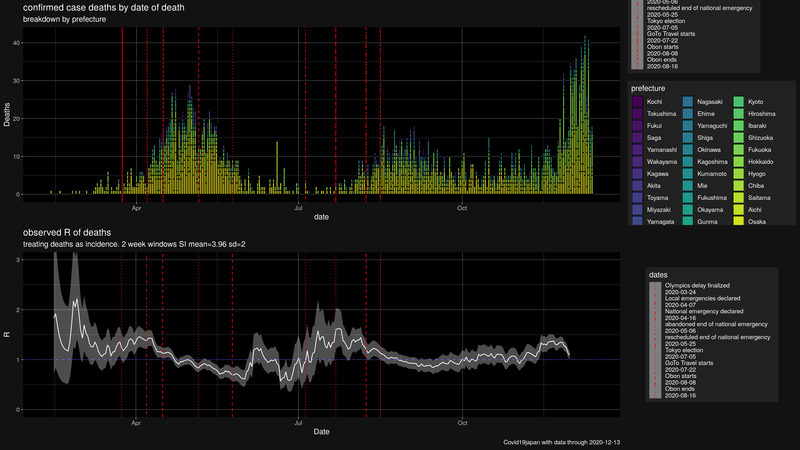 confirmed case deaths by date of death
breakdown by prefecture
40
30
20
10
0
Deaths
Apr
Jul
Oct
date
2020-05-06
rescheduled end of national emergency
2020-05-25
Tokyo election
2020-07-05
GoTo Travel starts
2020-07-22
Obon starts
2020-08-08
Obon ends
2020-08-16
prefecture
Kochi Nagasaki Kyoto
Tokushima Ehime Hiroshima
Fukui Yamaguchi Ibaraki
Saga Shiga Shizuoka
Yamanashi Okinawa Fukuoka
Wakayama Kagoshima Hokkaido
Kagawa Kumamoto Hyogo
Akita Mie Chiba
Toyama Fukushima Saitama
Miyazaki Okayama Aichi
Yamagata Gunma Osaka
observed R of deaths
treating deaths as incidence. 2 week windows SI mean=3.96 sd=2
3
2
1
0
R
Apr
Jul
Oct
Date
dates
Olympics delay finalized
2020-03-24
Local emergencies declared
2020-04-07
National emergency declared
2020-04-16
abandoned end of national emergency
2020-05-06
rescheduled end of national emergency
2020-05-25
Tokyo election
2020-07-05
GoTo Travel starts
2020-07-22
Obon starts
2020-08-08
Obon ends
2020-08-16
Covid19japan with data through 2020-12-13